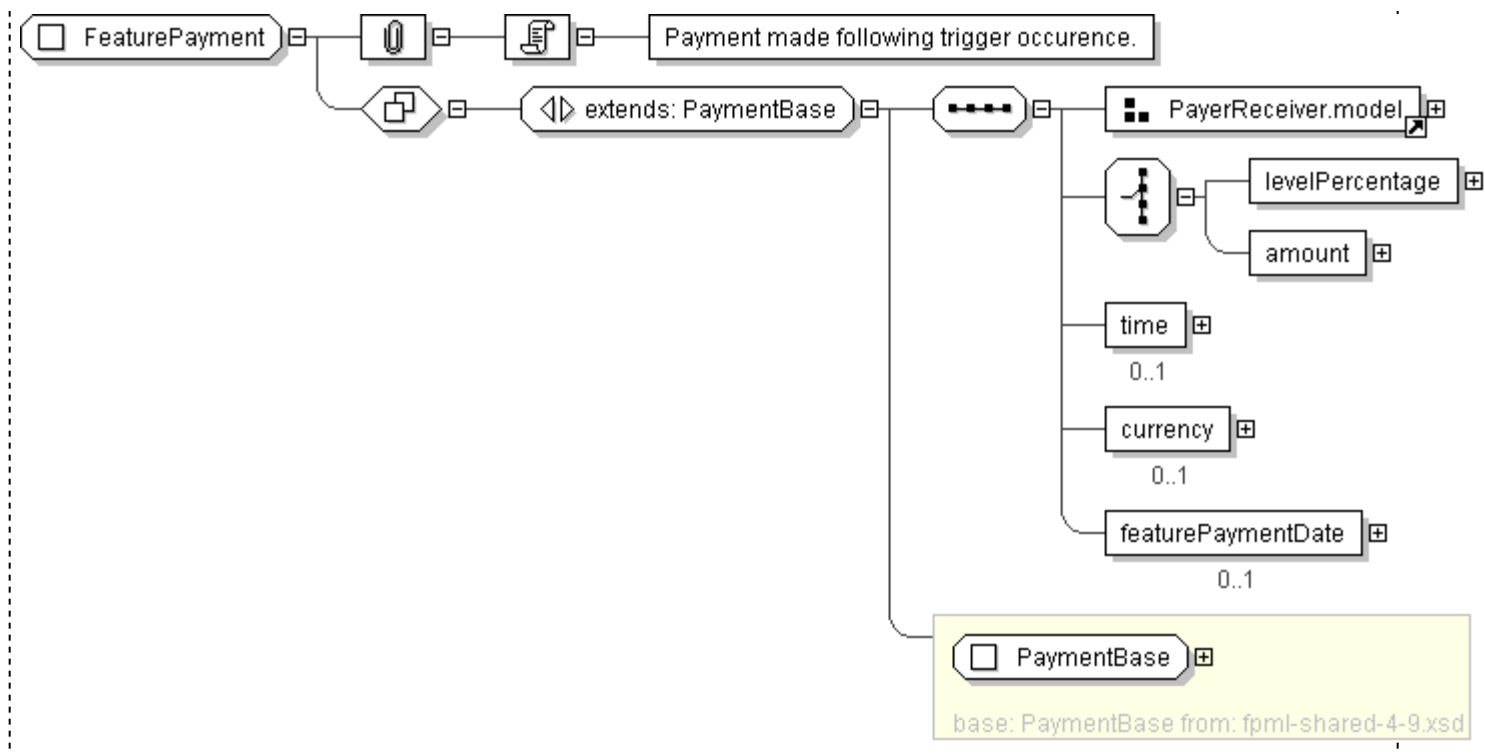 FeaturePayment
Payment made following trigger occurence.
extends: PaymentBase
PayerReceiver.model
levelPercentage
amount
time
0..1
currency
0..1
featurePaymentDate
0..1
PaymentBase
base: PaymentBase from: fpml-shared-4-9.xsd